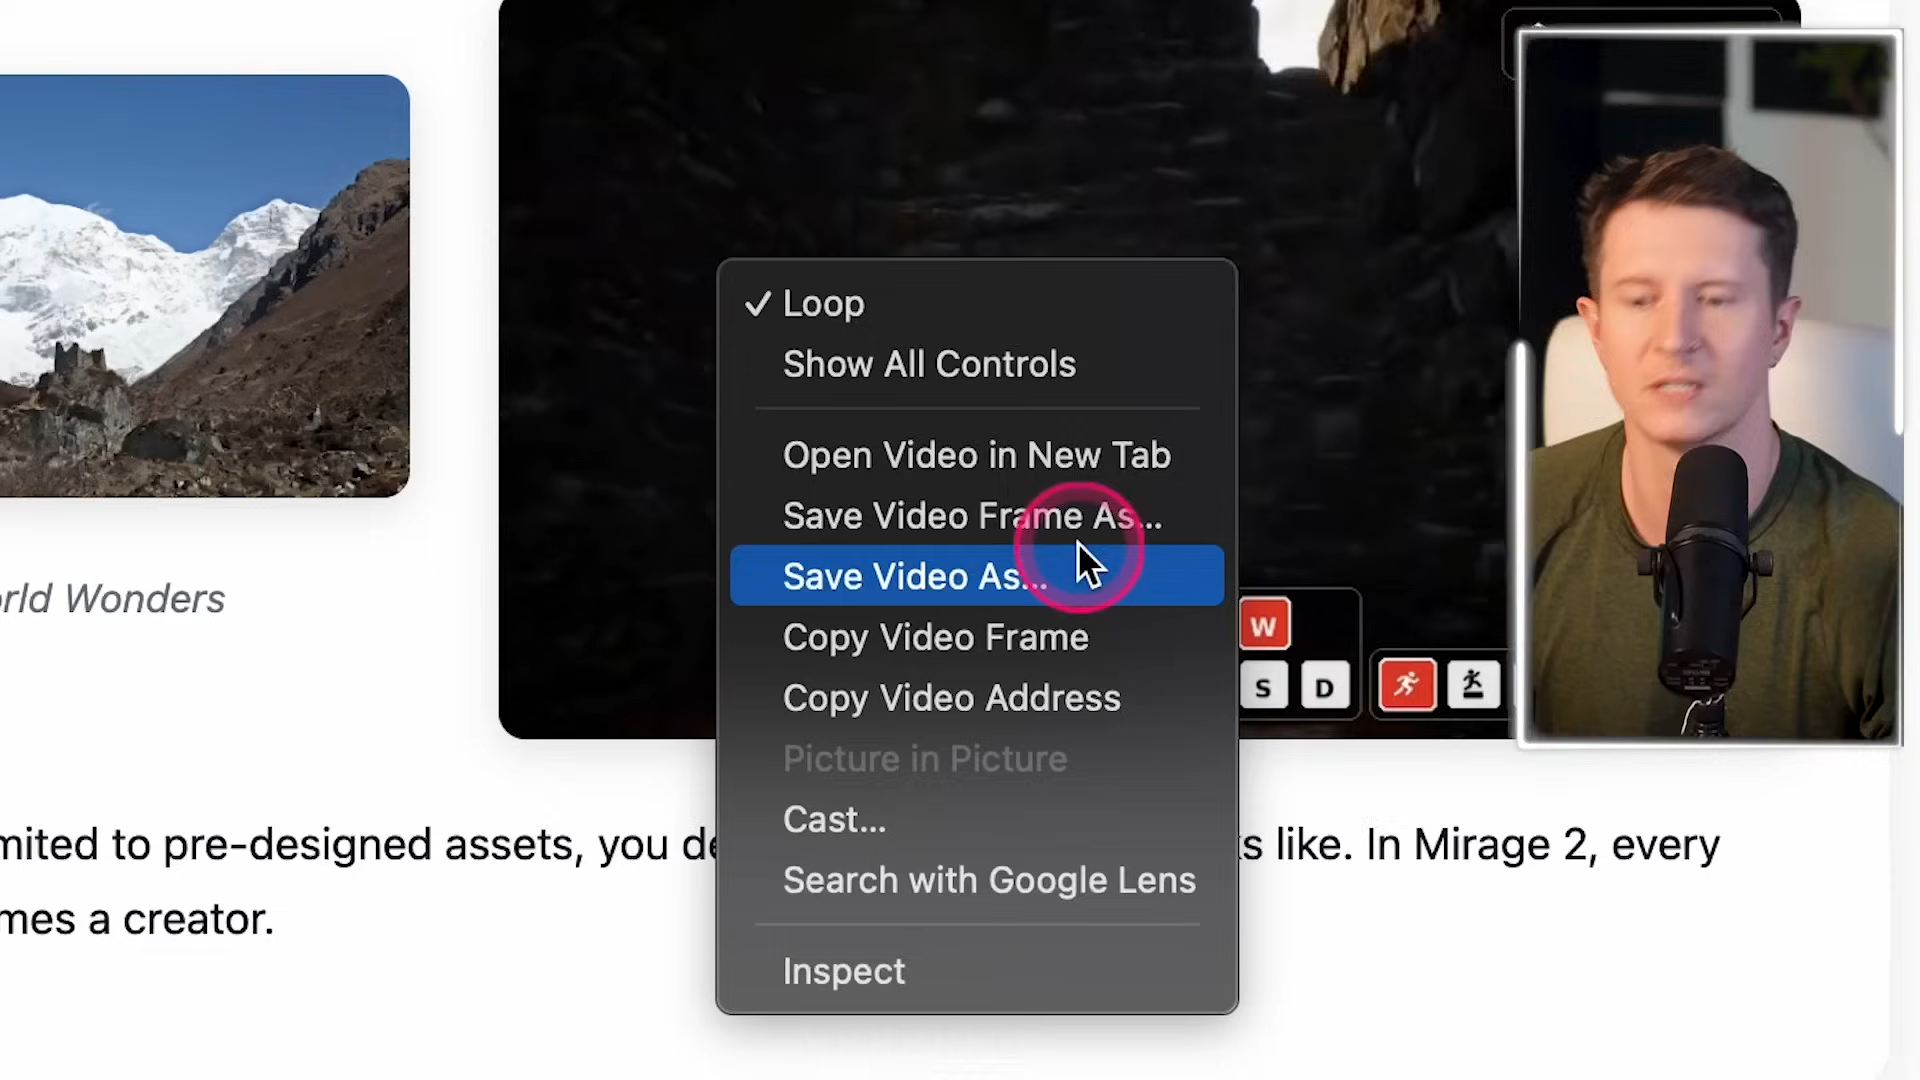 Loop
Show All Controls
Open Video in New Tab
Save Video Frame As...
Save Video As...
Copy Video Frame
Copy Video Address
Picture in Picture
Cast...
Search with Google Lens
Inspect
W
S D
rld Wonders
mited to pre-designed assets, you de s like. In Mirage 2, every
mes a creator.